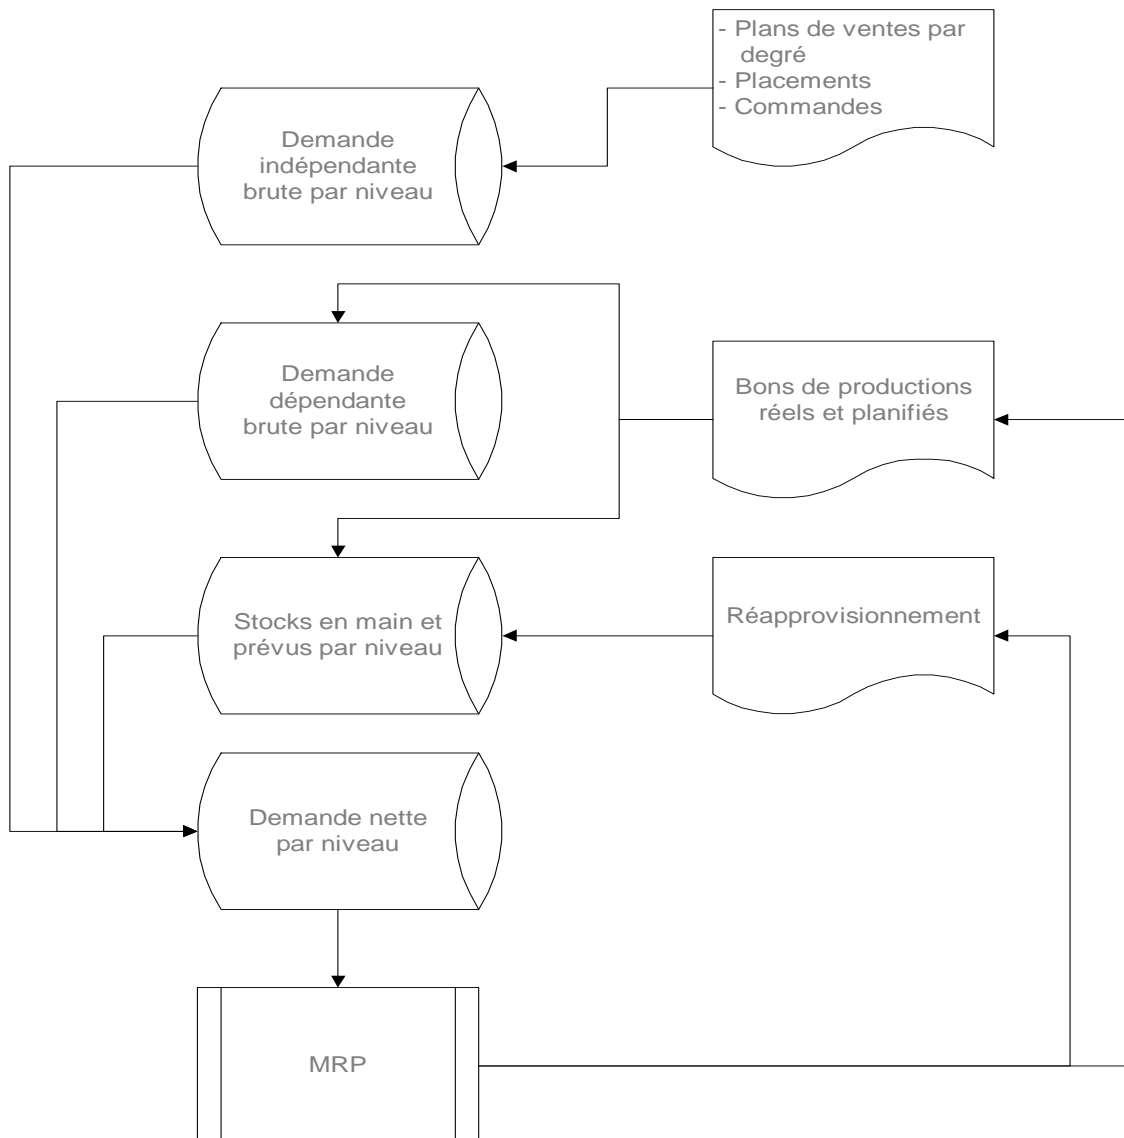 - Plans de ventes par
degré
- Placements
- Commandes
Demande
indépendante
brute par niveau
Demande
dépendante
brute par niveau
Bons de productions
réels et planifiés
Stocks en main et
prévus par niveau
Réapprovisionnement
Demande nette
par niveau
MRP